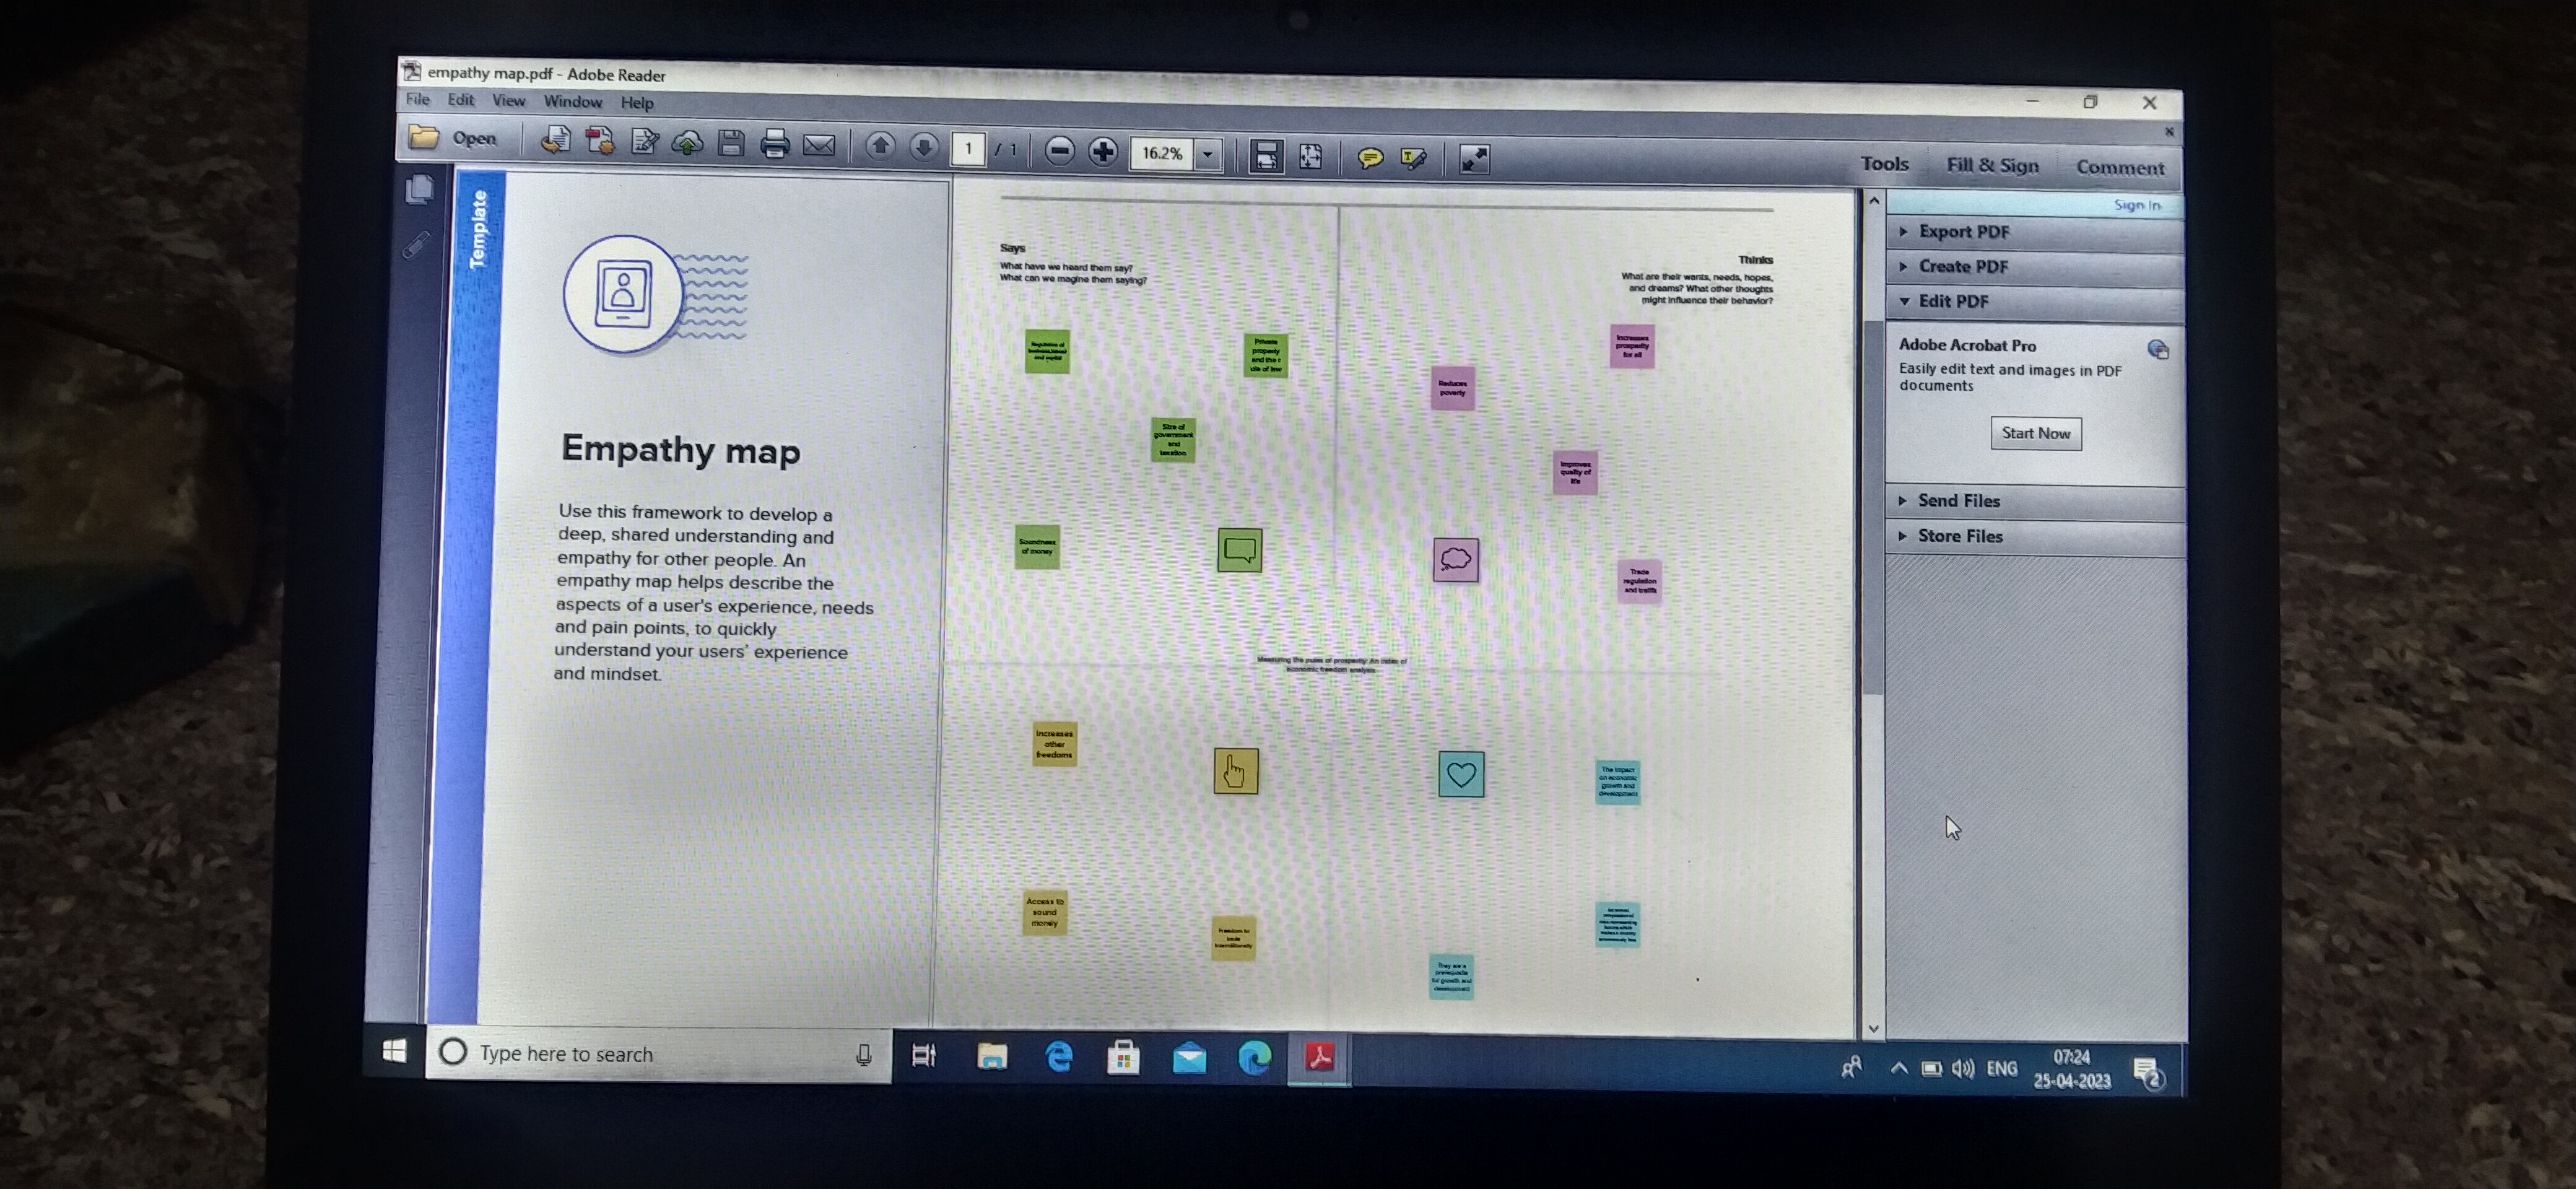 empathy map.pdf - Adobe Reader
File Edit View Window Help
Open
1 / 1
16.2%
Tools Fill & Sign Comment
Template
Empathy map
Use this framework to develop a
deep, shared understanding and
empathy for other people. An
empathy map helps describe the
aspects of a user's experience, needs
and pain points, to quickly
understand your users' experience
and mindset.
Says
What have we heard them say?
What can we magine them saying?
Thinks
What are their wants, needs, hopes,
and dreams? What other thoughts
might influence their behavior?
Regulation of
and capital
Private
property
and the r
ule of law
Size of
government
and
taxation
Soundness
of money
Increases
prosperity
for all
Reduces
poverty
Improves
quality of
life
Trade
regulation
and
Measuring the pules of prosperity: An index of
economic freedom analysis
Increases
other
freedoms
Access to
sound
money
Freedom to
trade
internationally
The impact
on economic
growth and
development
They are a
prerequisite
for growth and
development
Sign In
Export PDF
Create PDF
Edit PDF
Adobe Acrobat Pro
Easily edit text and images in PDF
documents
Start Now
Send Files
Store Files
Type here to search
ENG
07:24
25-04-2023
2